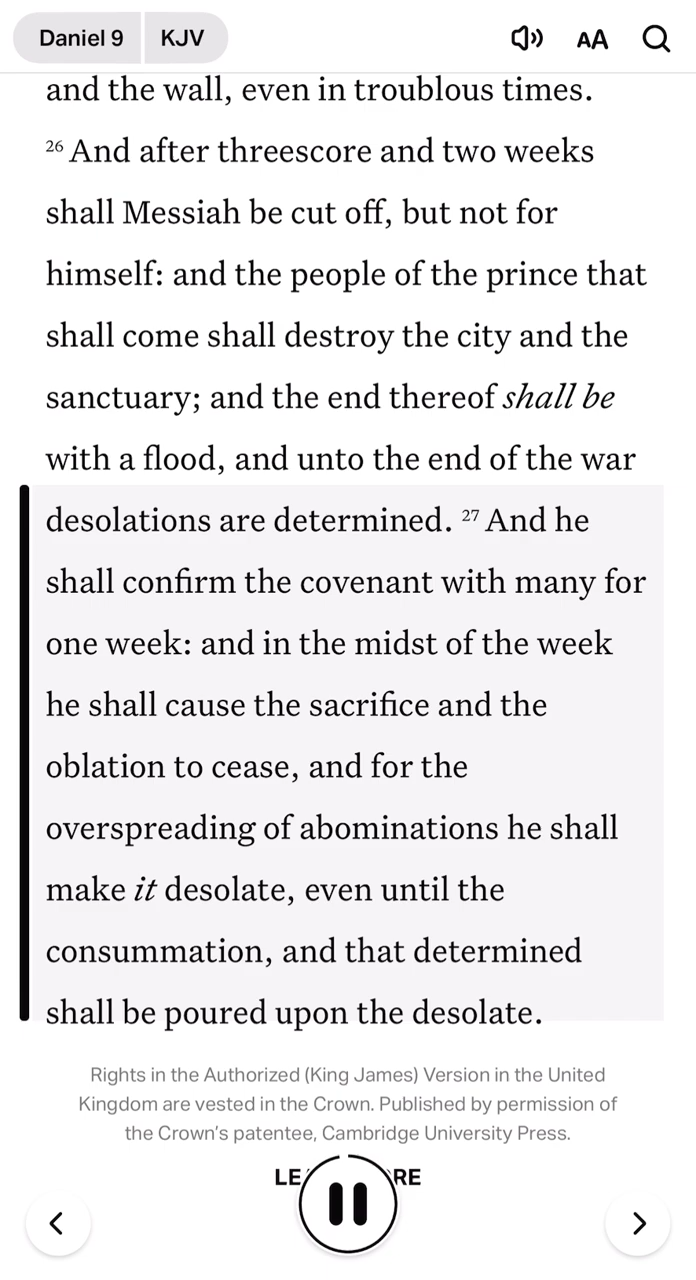 Daniel 9 KJV AA
and the wall, even in troublous times.
26 And after threescore and two weeks
shall Messiah be cut off, but not for
himself: and the people of the prince that
shall come shall destroy the city and the
sanctuary; and the end thereof shall be
with a flood, and unto the end of the war
desolations are determined. 27 And he
shall confirm the covenant with many for
one week: and in the midst of the week
he shall cause the sacrifice and the
oblation to cease, and for the
overspreading of abominations he shall
make it desolate, even until the
consummation, and that determined
shall be poured upon the desolate.
Rights in the Authorized (King James) Version in the United
Kingdom are vested in the Crown. Published by permission of
the Crown’s patentee, Cambridge University Press.